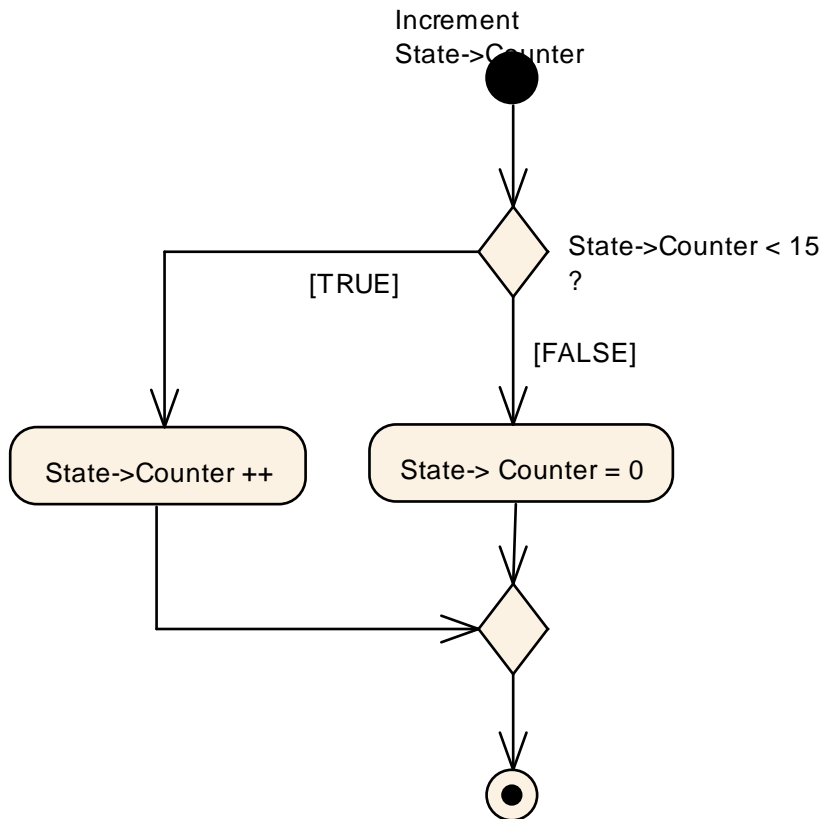 Increment
State->Counter
State->Counter < 15
?
[TRUE]
[FALSE]
State->Counter ++
State-> Counter = 0